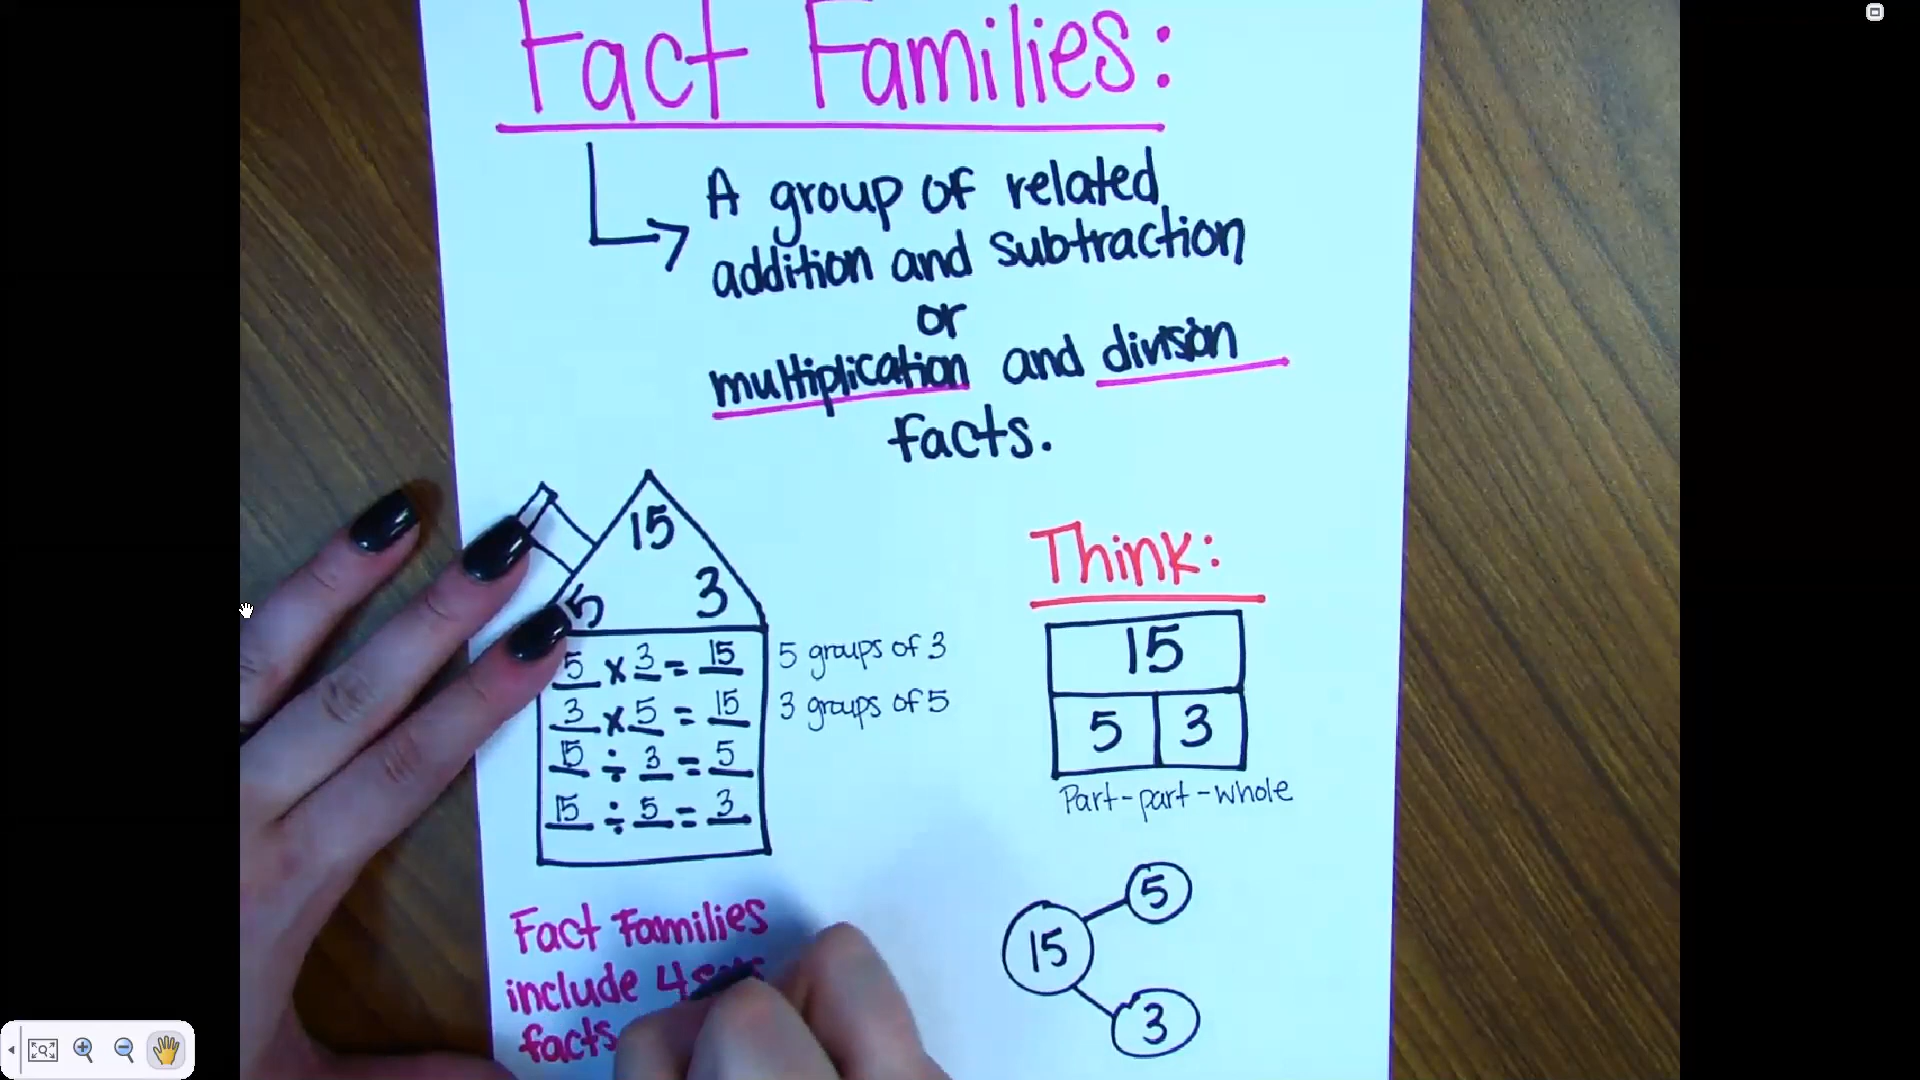 Fact Families:
A group of related
addition and subtraction
or
multiplication and division
facts.
15
5 3
5 x 3 = 15
3 x 5 = 15
15 ÷ 3 = 5
15 ÷ 5 = 3
5 groups of 3
3 groups of 5
Think:
15
5 3
Part-part-whole
5
15
3
Fact Families
include 4
facts